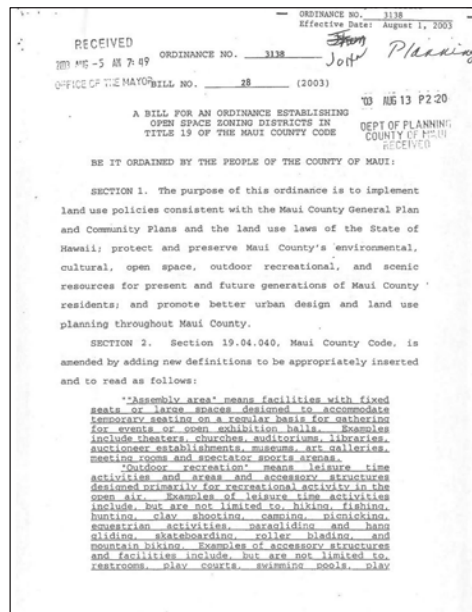 ORDINANCE NO. 3138
Effective Date: August 1, 2003
RECEIVED
ORDINANCE NO. 3138
Planning
2003 AUG -5 AM 7:49
OFFICE OF THE MAYOR
BILL NO. 28 (2003)
'03 AUG 13 P2:20
A BILL FOR AN ORDINANCE ESTABLISHING
OPEN SPACE ZONING DISTRICTS IN
TITLE 19 OF THE MAUI COUNTY CODE
DEPT OF PLANNING
COUNTY OF MAUI
RECEIVED
BE IT ORDAINED BY THE PEOPLE OF THE COUNTY OF MAUI:
SECTION 1. The purpose of this ordinance is to implement
land use policies consistent with the Maui County General Plan
and Community Plans and the land use laws of the State of
Hawaii; protect and preserve Maui County's environmental,
cultural, open space, outdoor recreational, and scenic
resources for present and future generations of Maui County
residents; and promote better urban design and land use
planning throughout Maui County.
SECTION 2. Section 19.04.040, Maui County Code, is
amended by adding new definitions to be appropriately inserted
and to read as follows:
""Assembly area" means facilities with fixed
seats or large spaces designed to accommodate
temporary seating on a regular basis for gathering
for events or open exhibition halls. Examples
include theaters, churches, auditoriums, libraries,
auctioneer establishments, museums, art galleries,
meeting rooms and spectator sports arenas.
"Outdoor recreation" means leisure time
activities and areas and accessory structures
designed primarily for recreational activity in the
open air. Examples of leisure time activities
include, but are not limited to, hiking, fishing,
hunting, clay shooting, camping, picnicking,
equestrian activities, paragliding and hang
gliding, skateboarding, roller blading, and
mountain biking. Examples of accessory structures
and facilities include, but are not limited to,
restrooms, play courts, swimming pools, play